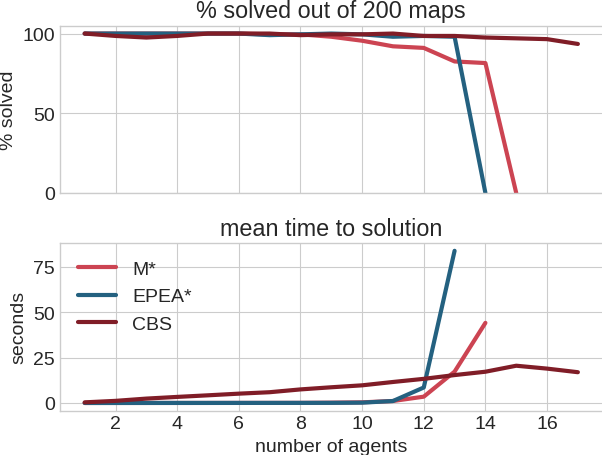 % solved out of 200 maps
100
50
0
% solved
mean time to solution
75
50
25
0
seconds
M*
EPEA*
CBS
2 4 6 8 10 12 14 16
number of agents